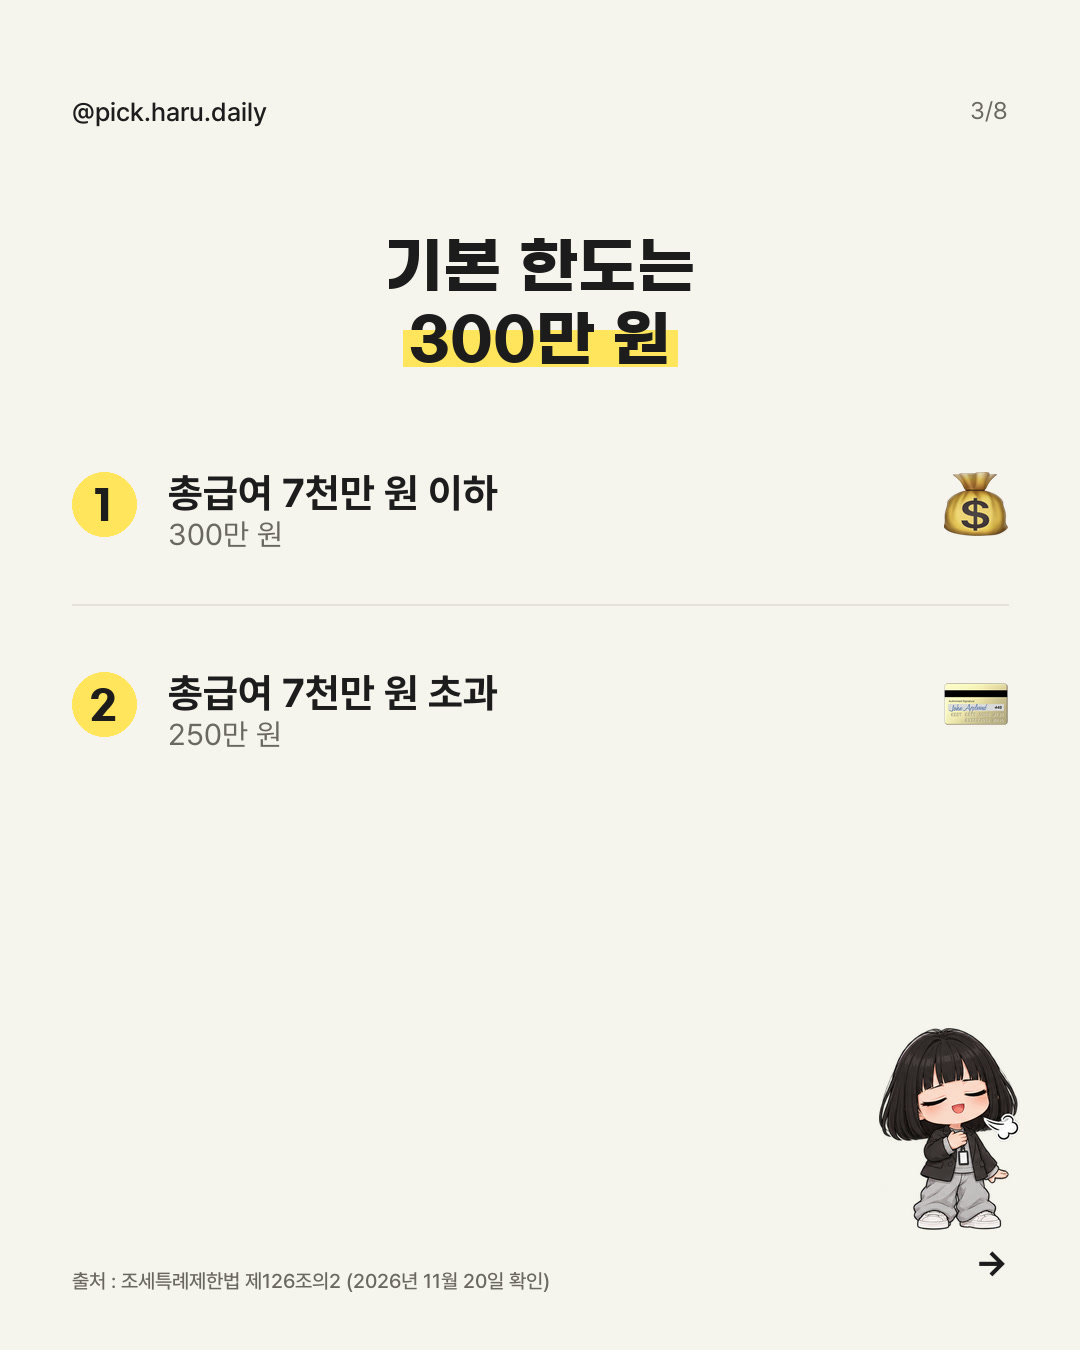 @pick.haru.daily
3/8
기본 한도는
300만 원
1
총급여 7천만 원 이하
300만 원
$
2
총급여 7천만 원 초과
250만 원
출처 : 조세특례제한법 제126조의2 (2026년 11월 20일 확인)
→